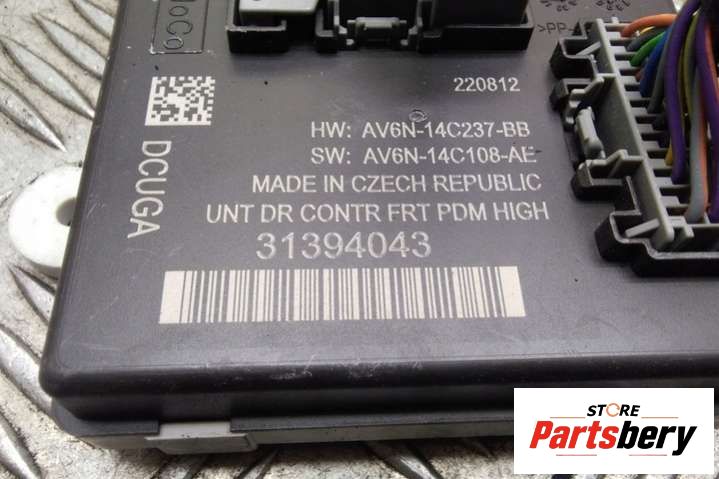 220812
HW: AV6N-14C237-BB
SW: AV6N-14C108-AE
MADE IN CZECH REPUBLIC
UNT DR CONTR FRT PDM HIGH
31394043
DCUGA
>PP-
STORE
Partsbery